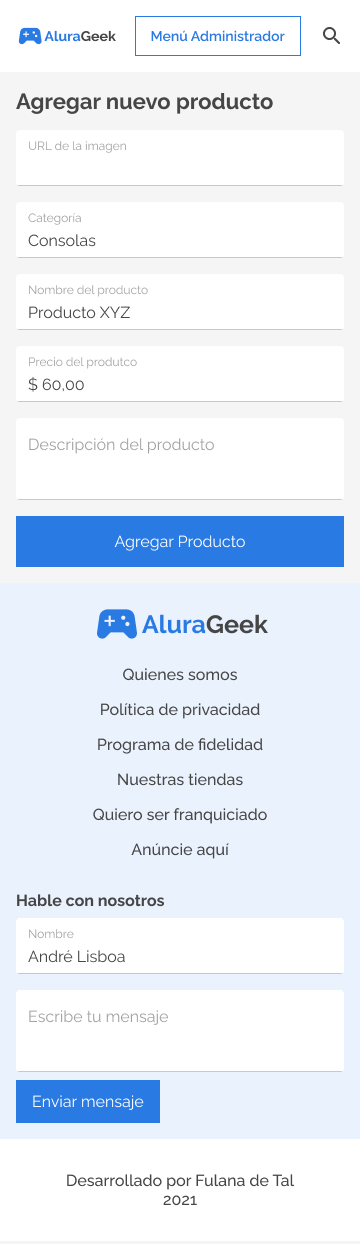 AluraGeek
Menú Administrador
Agregar nuevo producto
URL de la imagen
Categoría
Consolas
Nombre del producto
Producto XYZ
Precio del produtco
$ 60,00
Descripción del producto
Agregar Producto
AluraGeek
Quienes somos
Política de privacidad
Programa de fidelidad
Nuestras tiendas
Quiero ser franquiciado
Anúncie aquí
Hable con nosotros
Nombre
André Lisboa
Escribe tu mensaje
Enviar mensaje
Desarrollado por Fulana de Tal
2021